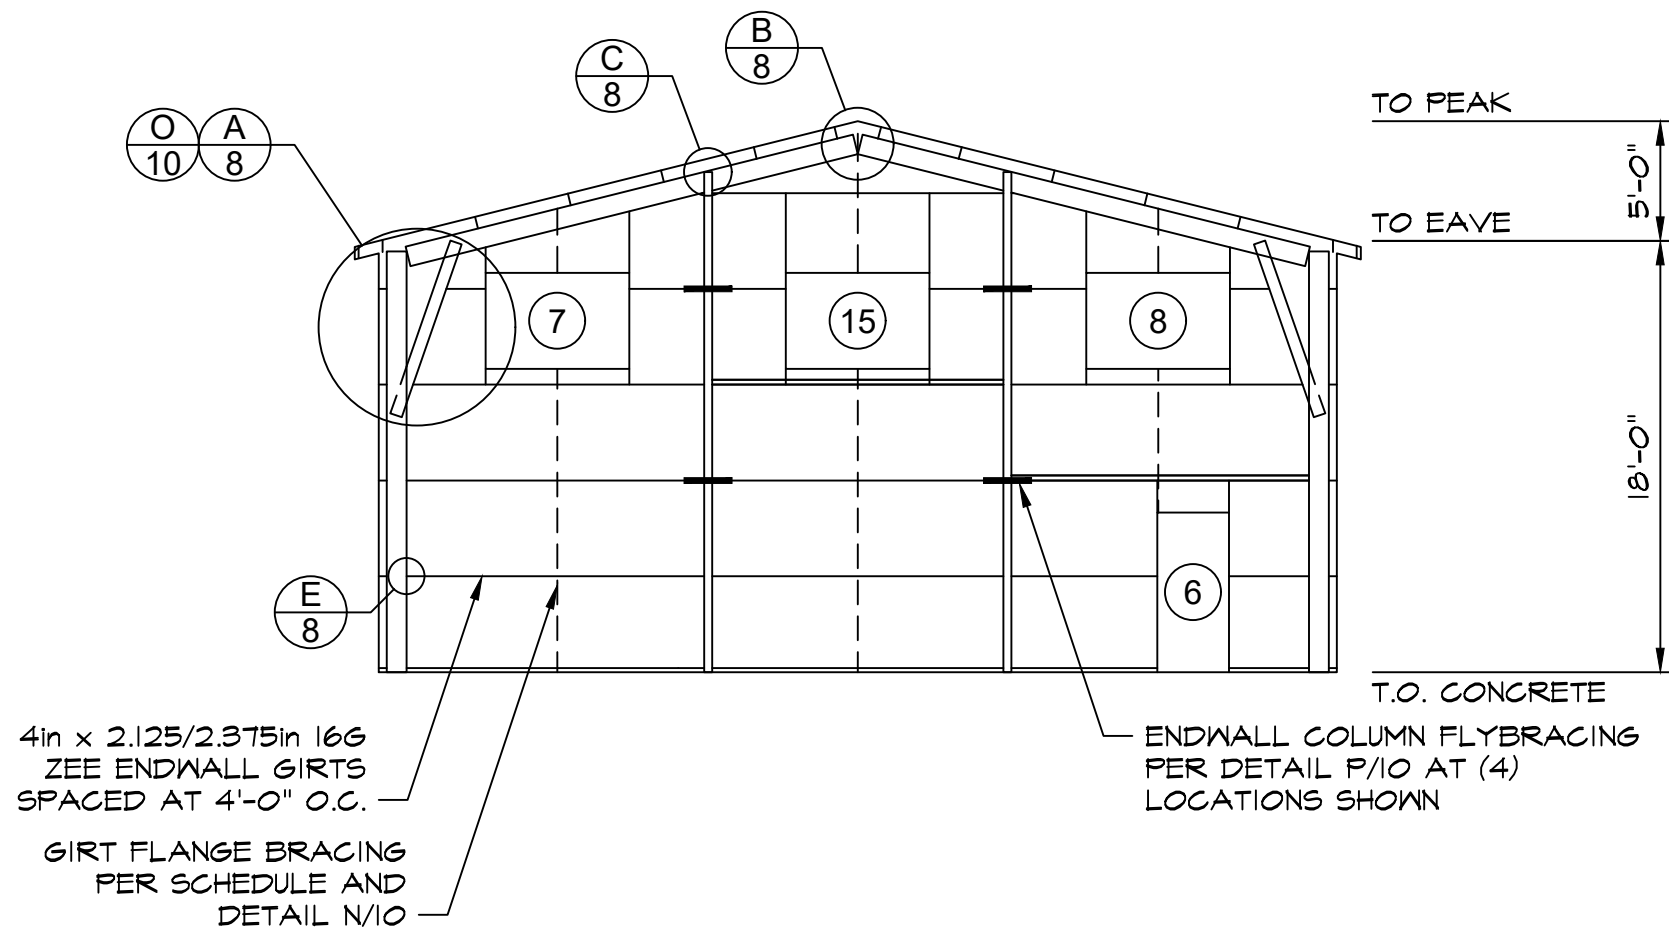 B
8
C
8
O
10
A
8
TO PEAK
5'-0"
TO EAVE
7
15
8
18'-0"
E
8
6
T.O. CONCRETE
4in x 2.125/2.375in 16G
ZEE ENDWALL GIRTS
SPACED AT 4'-0" O.C.
ENDWALL COLUMN FLYBRACING
PER DETAIL P/10 AT (4)
LOCATIONS SHOWN
GIRT FLANGE BRACING
PER SCHEDULE AND
DETAIL N/10